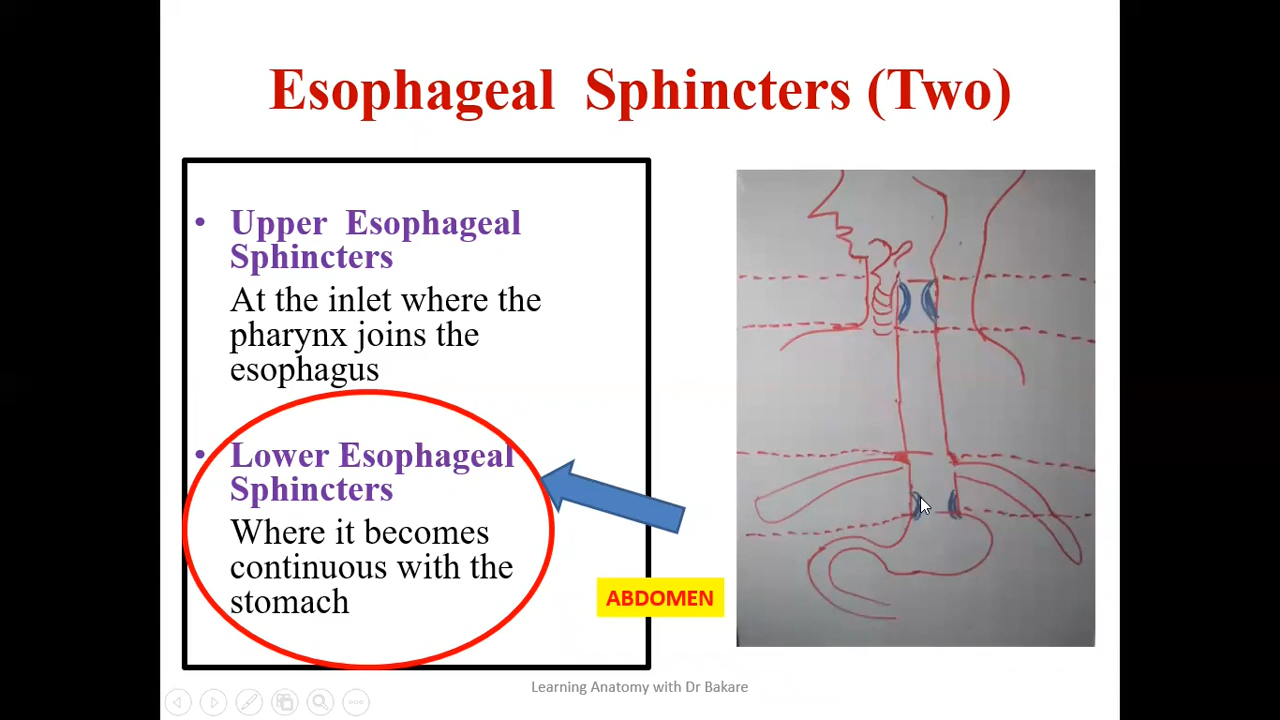 Esophageal Sphincters (Two)
• Upper Esophageal
Sphincters
At the inlet where the
pharynx joins the
esophagus
• Lower Esophageal
Sphincters
Where it becomes
continuous with the
stomach
ABDOMEN
Learning Anatomy with Dr Bakare